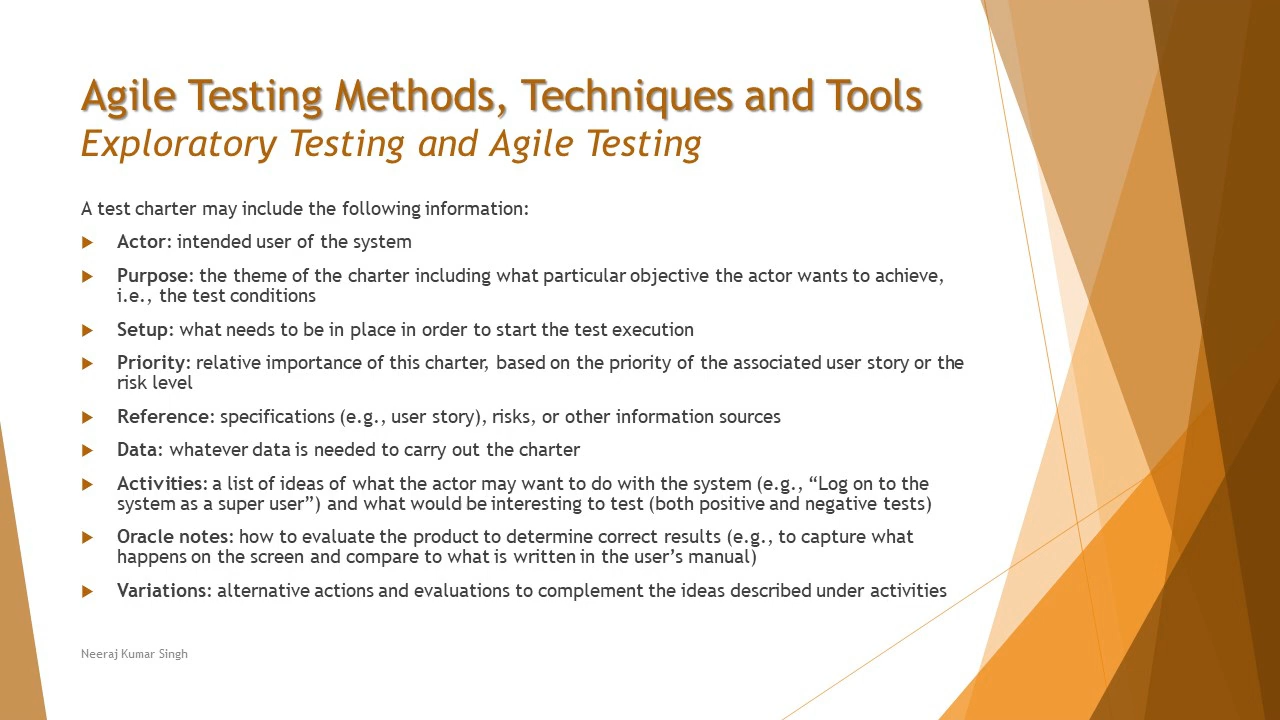 Agile Testing Methods, Techniques and Tools
Exploratory Testing and Agile Testing
A test charter may include the following information:
Actor: intended user of the system
Purpose: the theme of the charter including what particular objective the actor wants to achieve,
i.e., the test conditions
Setup: what needs to be in place in order to start the test execution
Priority: relative importance of this charter, based on the priority of the associated user story or the
risk level
Reference: specifications (e.g., user story), risks, or other information sources
Data: whatever data is needed to carry out the charter
Activities: a list of ideas of what the actor may want to do with the system (e.g., “Log on to the
system as a super user”) and what would be interesting to test (both positive and negative tests)
Oracle notes: how to evaluate the product to determine correct results (e.g., to capture what
happens on the screen and compare to what is written in the user’s manual)
Variations: alternative actions and evaluations to complement the ideas described under activities
Neeraj Kumar Singh